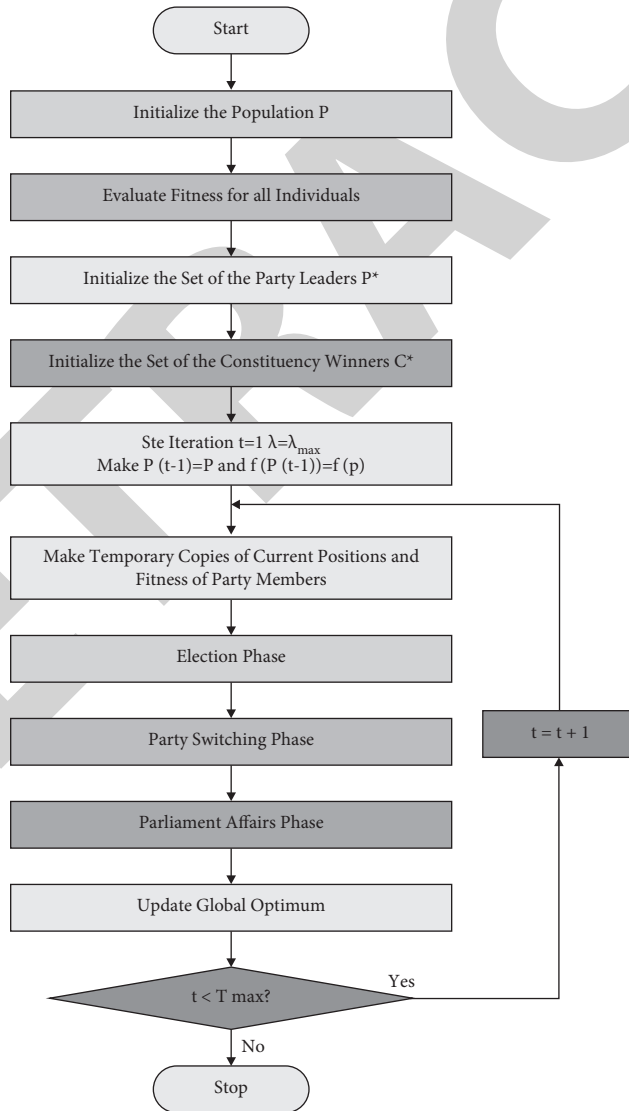 Start
Initialize the Population P
Evaluate Fitness for all Individuals
Initialize the Set of the Party Leaders P*
Initialize the Set of the Constituency Winners C*
Ste Iteration t=1 λ=λmax
Make P (t-1)=P and f (P (t-1))=f (p)
Make Temporary Copies of Current Positions and
Fitness of Party Members
Election Phase
Party Switching Phase
t = t + 1
Parliament Affairs Phase
Update Global Optimum
t < T max?
Yes
No
Stop